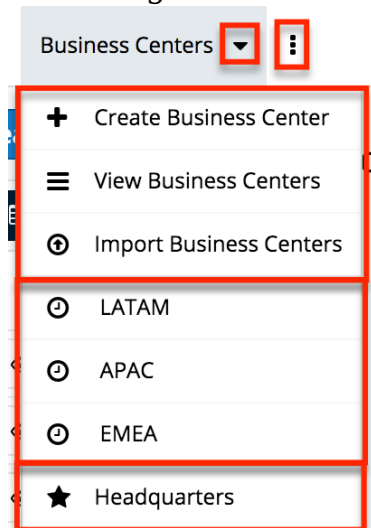 Business Centers
Create Business Center
View Business Centers
Import Business Centers
LATAM
APAC
EMEA
Headquarters